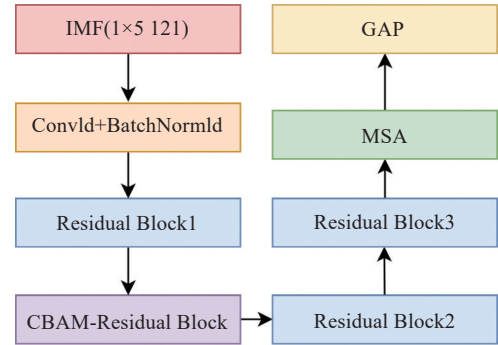 IMF(1×5 121)
Convld+BatchNormld
Residual Block1
CBAM-Residual Block
Residual Block2
Residual Block3
MSA
GAP